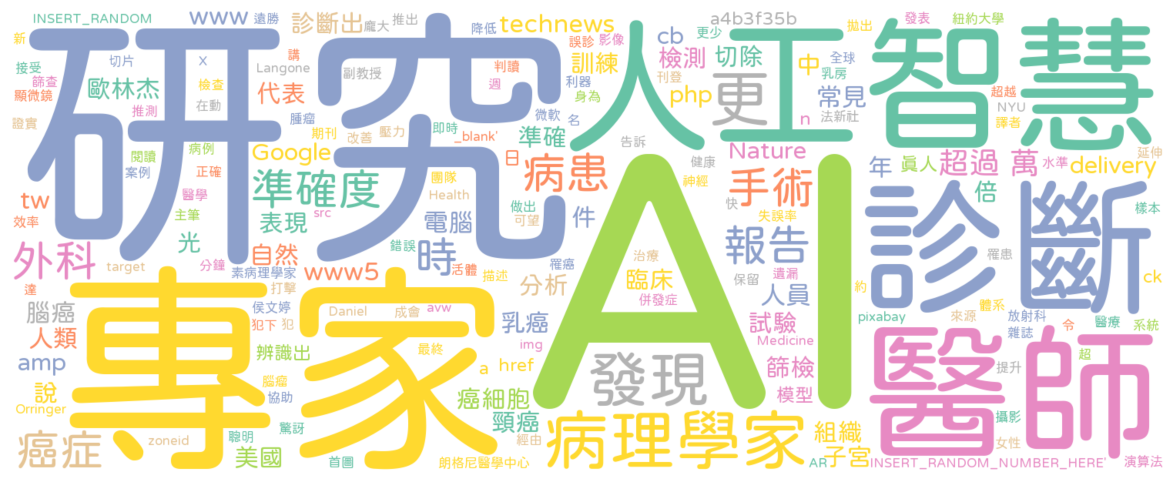 INSERT_RANDOM
www
遠勝
龐大
推出
診斷出
降低
technews
誤診
影像
a4b3f35b
更少
發表
紐約大學
新
切片
X
講
Langone
副教授
判讀
週
利器
訓練
刊登
cb
檢測
切除
中
全球
乳房
接受
篩查
顯微鏡
歐林杰
推測
檢查
在動
代表
腫瘤
微軟
名
身為
php
更
常見
法新社
超越
NYU
譯者
研究
人工智慧
證實
閱讀
病例
案例
正確
Google
期刊
改善
壓力
即時
_blank'
準確
日
告訴
n
延伸
醫學
準確度
團隊
Health
病患
健康
神經
Nature
手術
年
真人
超過
萬
水準
delivery
tw
效率
主筆
表現
src
電腦
做出
可望
件
快
失誤率
倍
樣本
外科
光
自然
錯誤
時
報告
診斷
target
分鐘
www5
活體
罹癌
描述
分析
治療
臨床
遺漏
保留
人員
罹患
達
素病理學家
打擊
併發症
約
ck
腦癌
侯文婷
Daniel
成會
avw
乳癌
試驗
pixabay
來源
體系
放射科
雜誌
令
醫療
系統
人類
犯下
犯
amp
辨識出
最終
img
Medicine
專家
AI
醫師
a
href
發現
篩檢
模型
提升
超
說
Orringer
腦瘤
協助
癌細胞
頸癌
病理學家
組織
攝影
女性
癌症
zoneid
聰明
驚訝
美國
首圖
經由
朗格尼醫學中心
AR
子宮
INSERT_RANDOM_NUMBER_HERE'
演算法